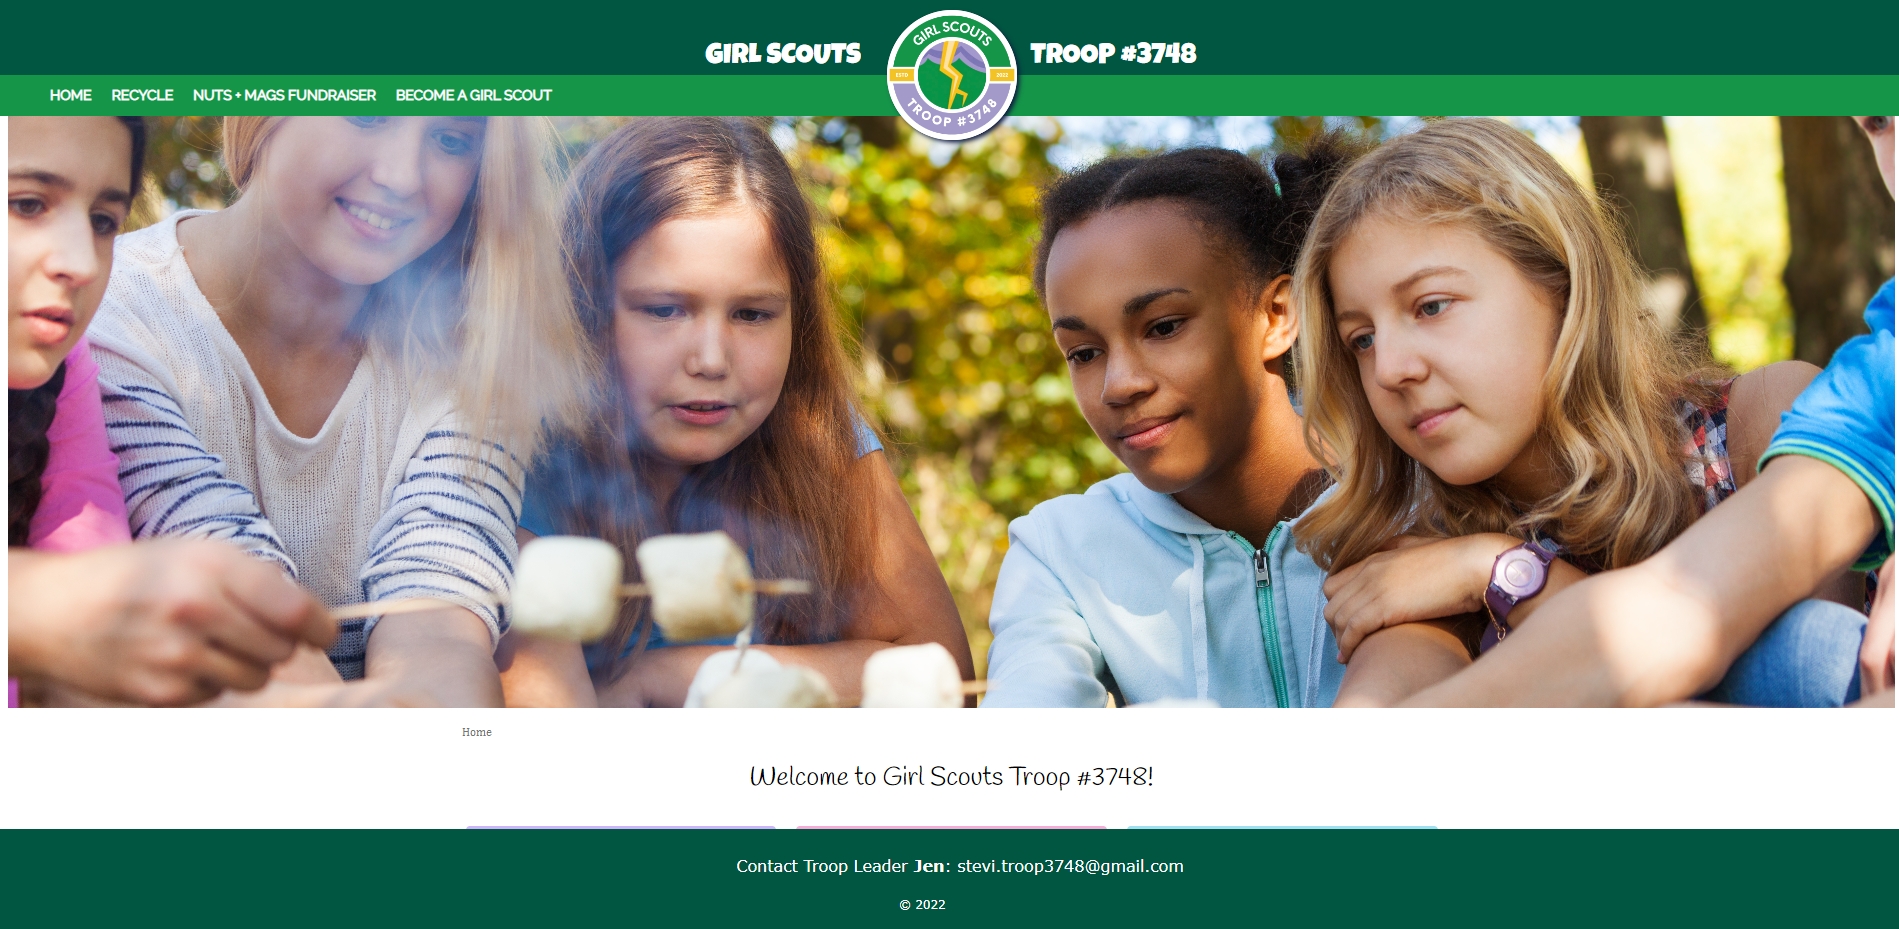 GIRL SCOUTS
TROOP #3748
GIRL SCOUTS
ESTD
2022
TROOP #3748
HOME RECYCLE NUTS + MAGS FUNDRAISER BECOME A GIRL SCOUT
Home
Welcome to Girl Scouts Troop #3748!
Contact Troop Leader Jen: stevi.troop3748@gmail.com
© 2022